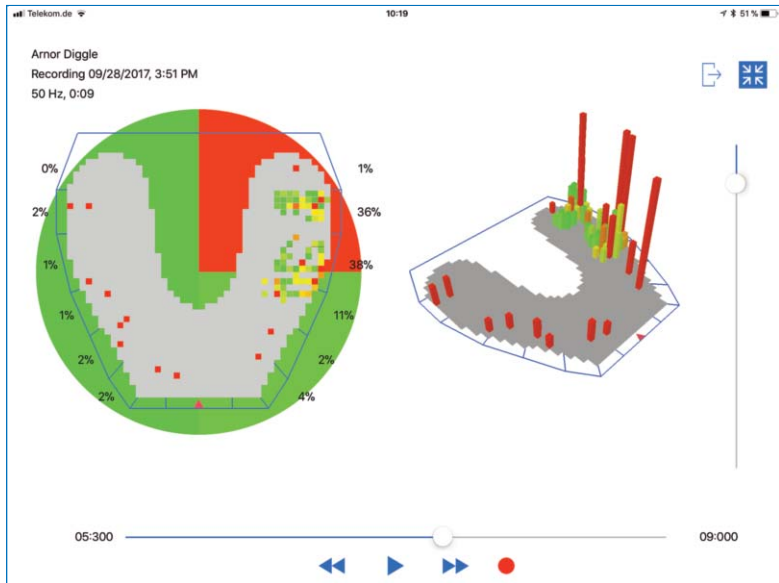 Telekom.de 10:19 51 %
Arnor Diggle
Recording 09/28/2017, 3:51 PM
50 Hz, 0:09
0% 1%
2% 36%
1% 38%
1% 11%
2% 2%
2% 4%
05:300 09:000